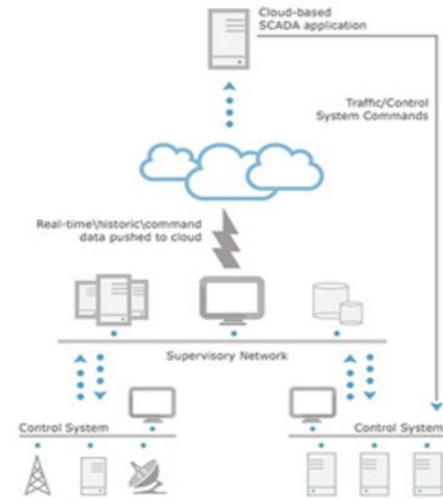 Cloud-based
SCADA application
Traffic/Control
System Commands
Real-time\historic\command
data pushed to cloud
Supervisory Network
Control System
Control System